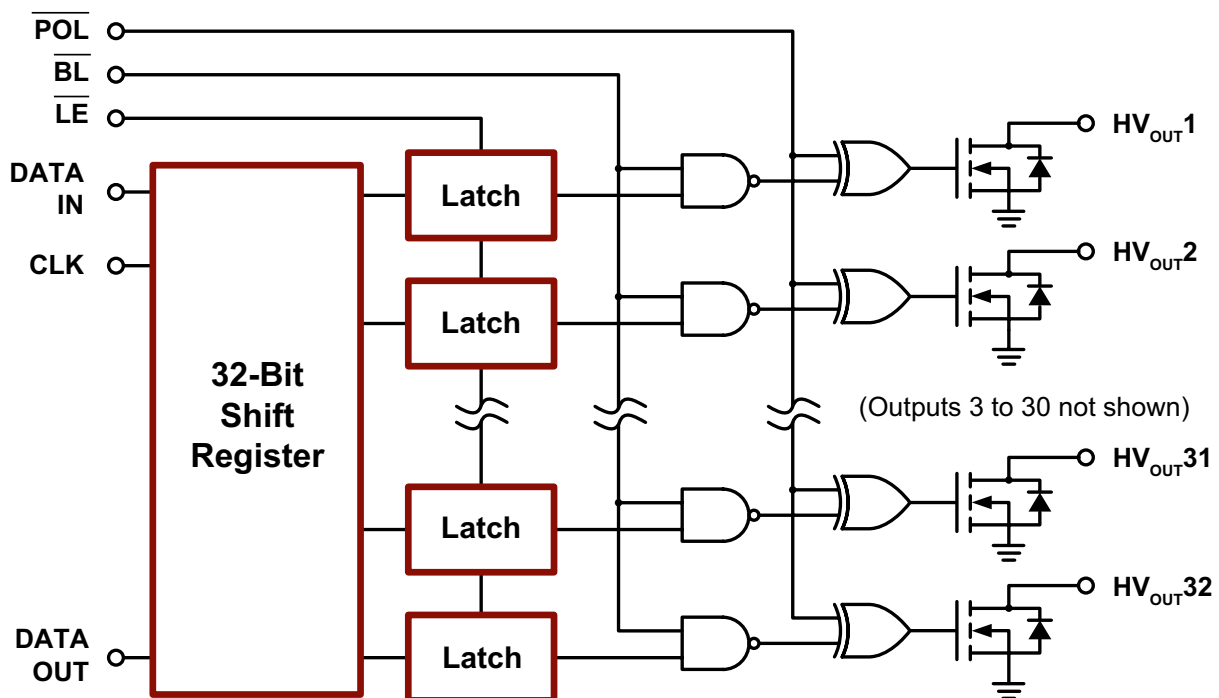 POL
BL
LE
DATA
IN
CLK
DATA
OUT
32-Bit
Shift
Register
Latch
Latch
Latch
Latch
HVOUT1
HVOUT2
(Outputs 3 to 30 not shown)
HVOUT31
HVOUT32